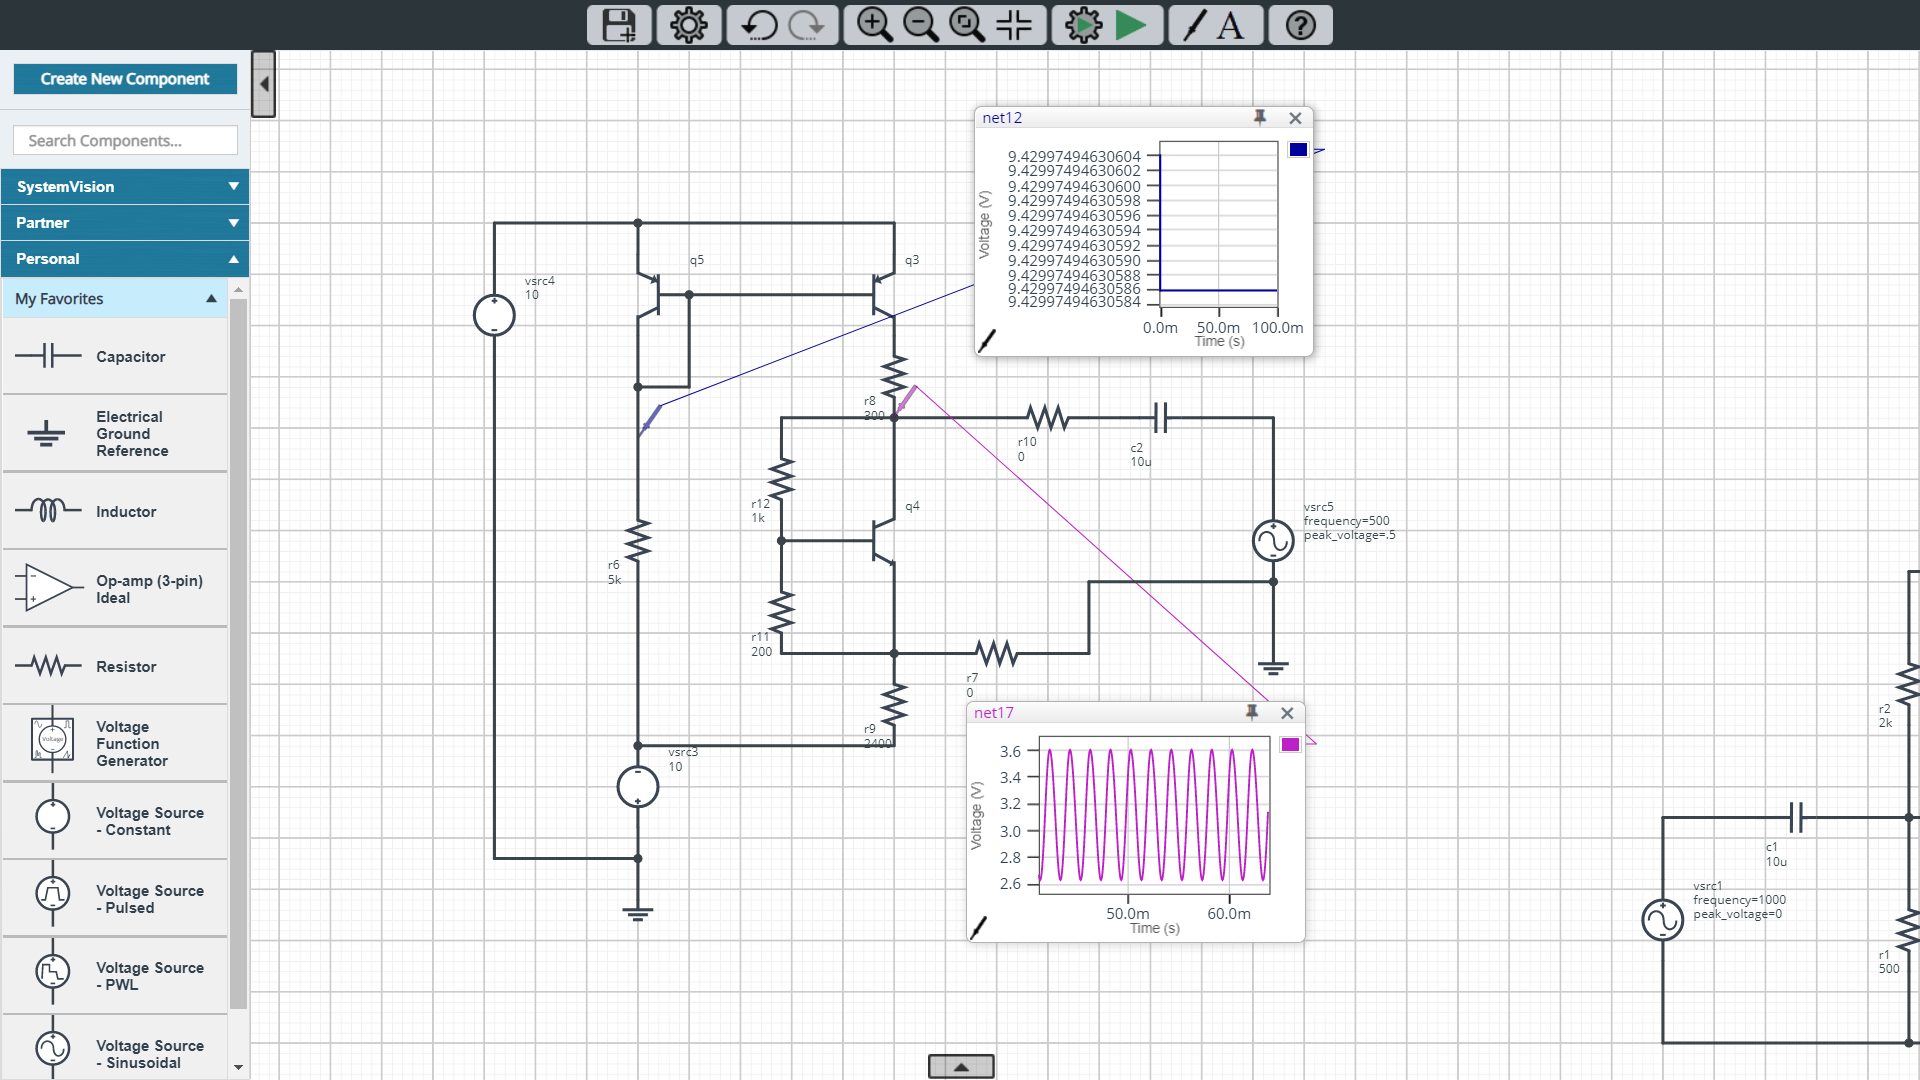 A
?
Create New Component
Search Components...
SystemVision
Partner
Personal
My Favorites
Capacitor
Electrical
Ground
Reference
Inductor
Op-amp (3-pin)
Ideal
Resistor
Voltage
Voltage
Function
Generator
Voltage Source
- Constant
Voltage Source
- Pulsed
Voltage Source
- PWL
Voltage Source
- Sinusoidal
vsrc4
10
q5
q3
r8
300
r10
0
c2
10u
r12
1k
q4
r6
5k
r11
200
r7
0
r9
2400
vsrc3
10
vsrc5
frequency=500
peak_voltage=.5
net12
9.42997494630604
9.42997494630602
9.42997494630600
9.42997494630598
9.42997494630596
9.42997494630594
9.42997494630592
9.42997494630590
9.42997494630588
9.42997494630586
9.42997494630584
Voltage (V)
0.0m 50.0m 100.0m
Time (s)
net17
3.6
3.4
3.2
3.0
2.8
2.6
Voltage (V)
50.0m 60.0m
Time (s)
r2
2k
c1
10u
vsrc1
frequency=1000
peak_voltage=0
r1
500